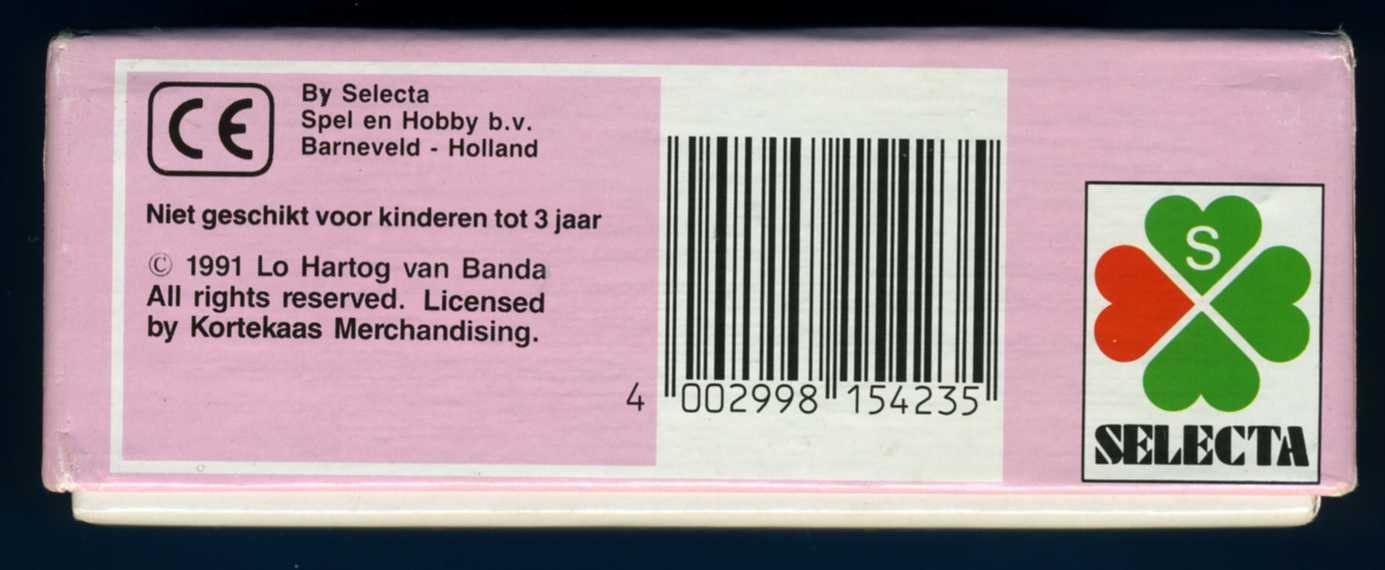 CE
By Selecta
Spel en Hobby b.v.
Barneveld - Holland
Niet geschikt voor kinderen tot 3 jaar
© 1991 Lo Hartog van Banda
All rights reserved. Licensed
by Kortekaas Merchandising.
4 002998 154235
S
SELECTA